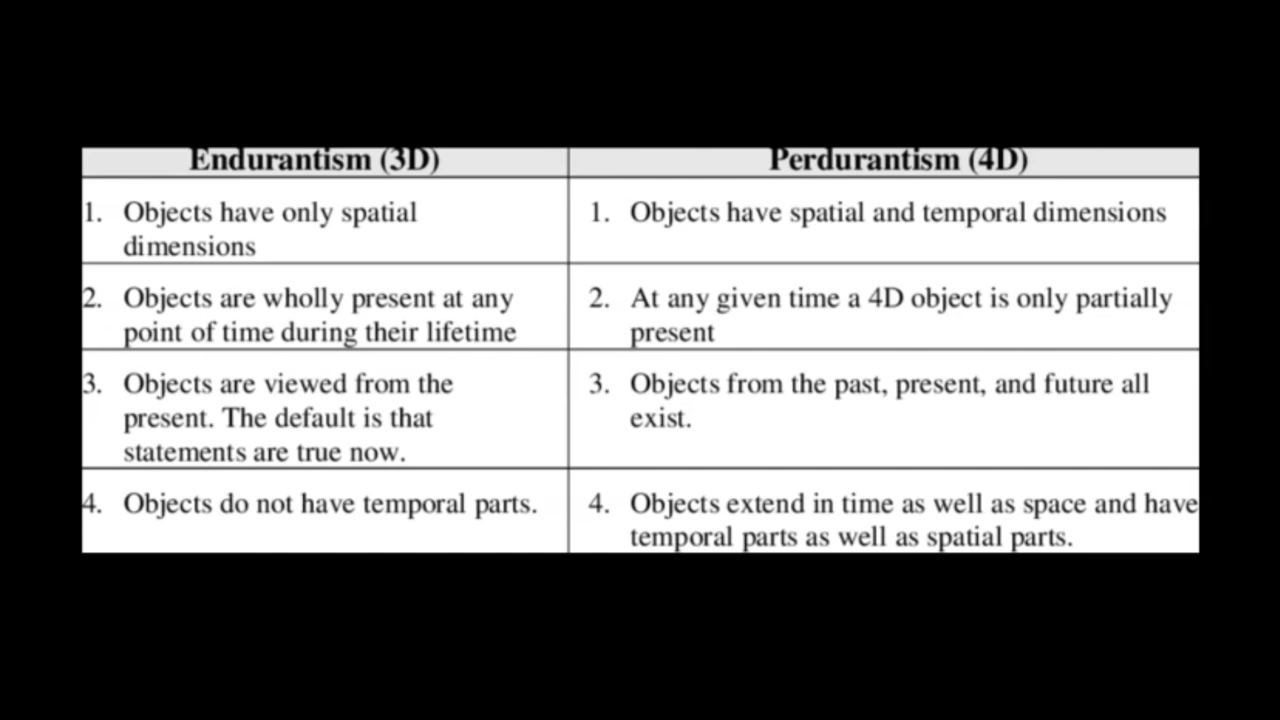 Endurantism (3D)
Perdurantism (4D)
1. Objects have only spatial
dimensions
1. Objects have spatial and temporal dimensions
2. Objects are wholly present at any
point of time during their lifetime
2. At any given time a 4D object is only partially
present
3. Objects are viewed from the
present. The default is that
statements are true now.
3. Objects from the past, present, and future all
exist.
4. Objects do not have temporal parts.
4. Objects extend in time as well as space and have
temporal parts as well as spatial parts.